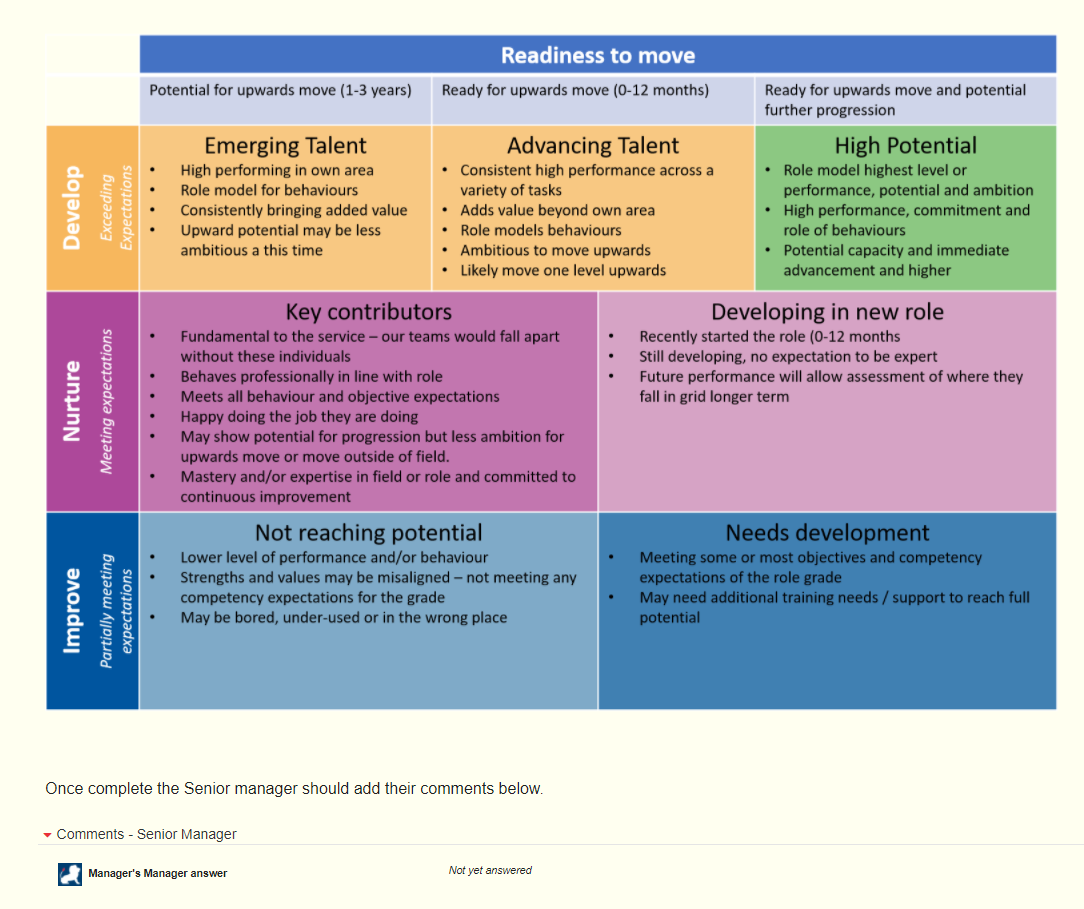 Readiness to move
Potential for upwards move (1-3 years)
Ready for upwards move (0-12 months)
Ready for upwards move and potential
further progression
Develop
Exceeding
Expectations
Emerging Talent
• High performing in own area
• Role model for behaviours
• Consistently bringing added value
• Upward potential may be less
ambitious a this time
Advancing Talent
• Consistent high performance across a
variety of tasks
• Adds value beyond own area
• Role models behaviours
• Ambitious to move upwards
• Likely move one level upwards
High Potential
• Role model highest level or
performance, potential and ambition
• High performance, commitment and
role of behaviours
• Potential capacity and immediate
advancement and higher
Nurture
Meeting expectations
Key contributors
• Fundamental to the service – our teams would fall apart
without these individuals
• Behaves professionally in line with role
• Meets all behaviour and objective expectations
• Happy doing the job they are doing
• May show potential for progression but less ambition for
upwards move or move outside of field.
• Mastery and/or expertise in field or role and committed to
continuous improvement
Developing in new role
• Recently started the role (0-12 months
• Still developing, no expectation to be expert
• Future performance will allow assessment of where they
fall in grid longer term
Improve
Partially meeting
expectations
Not reaching potential
• Lower level of performance and/or behaviour
• Strengths and values may be misaligned – not meeting any
competency expectations for the grade
• May be bored, under-used or in the wrong place
Needs development
• Meeting some or most objectives and competency
expectations of the role grade
• May need additional training needs / support to reach full
potential
Once complete the Senior manager should add their comments below.
Comments - Senior Manager
Manager's Manager answer
Not yet answered